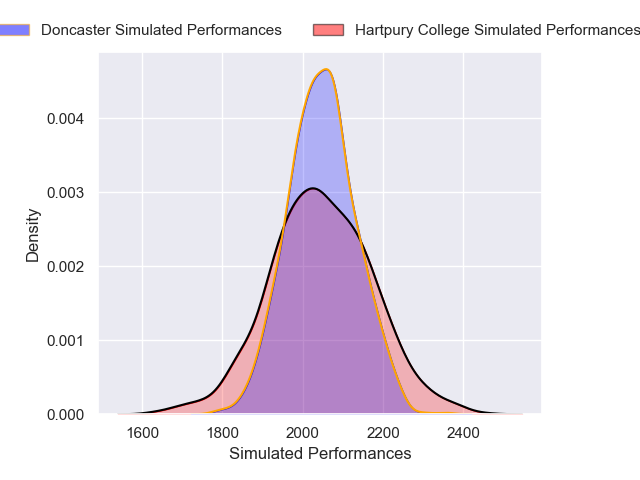 Doncaster Simulated Performances
Hartpury College Simulated Performances
0.004
0.003
0.002
0.001
0.000
Density
1600
1800
2000
2200
2400
Simulated Performances